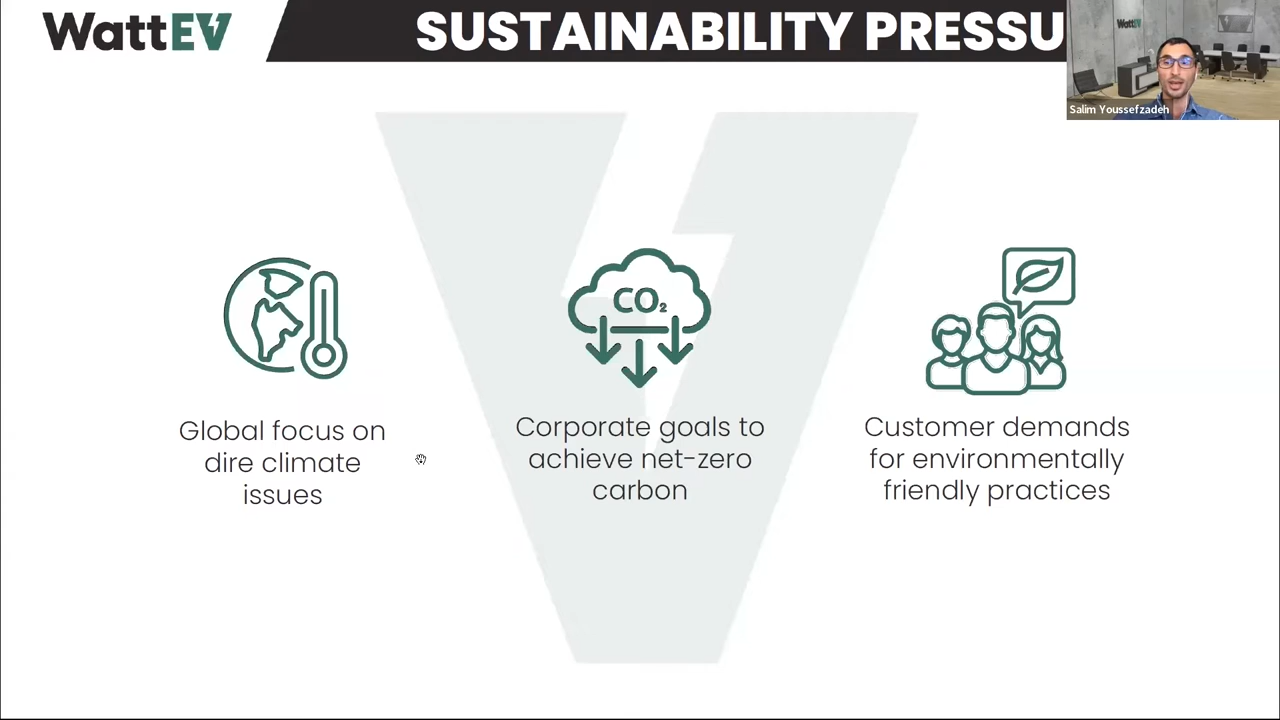 WattEV
SUSTAINABILITY PRESSU
WattEV
Salim Youssefzadeh
CO₂
Global focus on
dire climate
issues
Corporate goals to
achieve net-zero
carbon
Customer demands
for environmentally
friendly practices